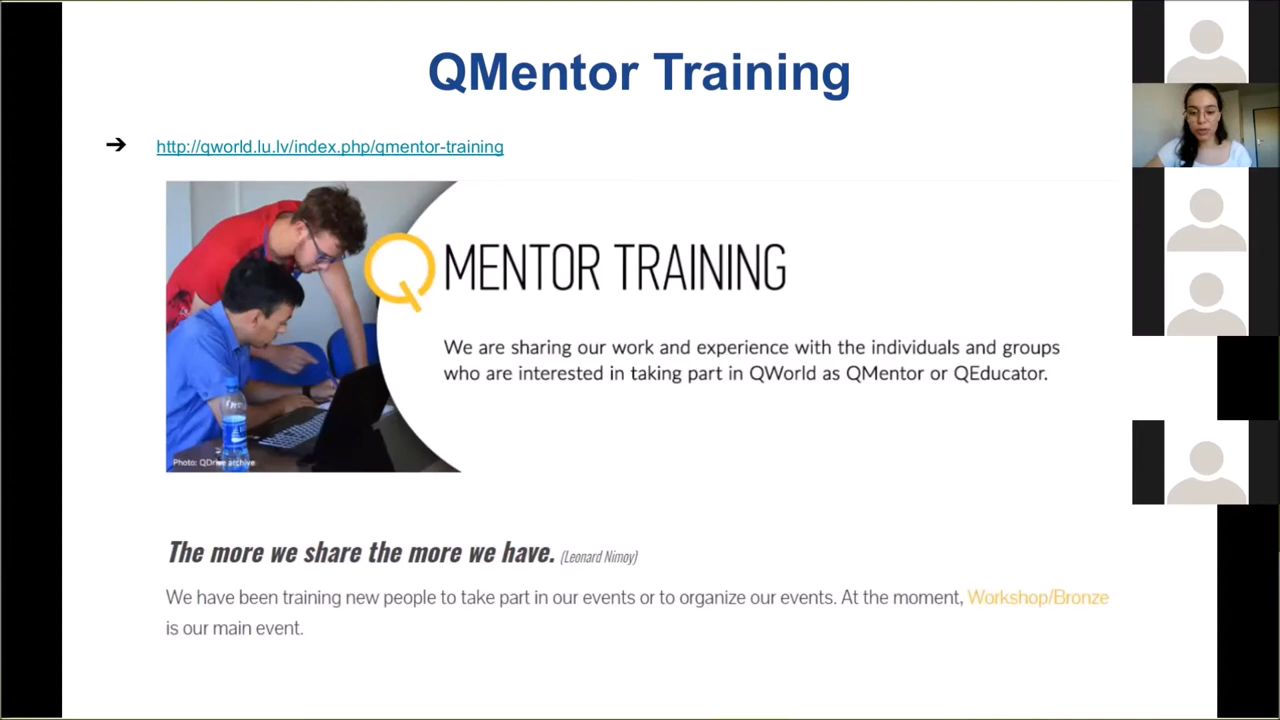 QMentor Training
➔ http://qworld.lu.lv/index.php/qmentor-training
QMENTOR TRAINING
We are sharing our work and experience with the individuals and groups
who are interested in taking part in QWorld as QMentor or QEducator.
Photo: QDrive archive
The more we share the more we have. (Leonard Nimoy)
We have been training new people to take part in our events or to organize our events. At the moment, Workshop/Bronze
is our main event.